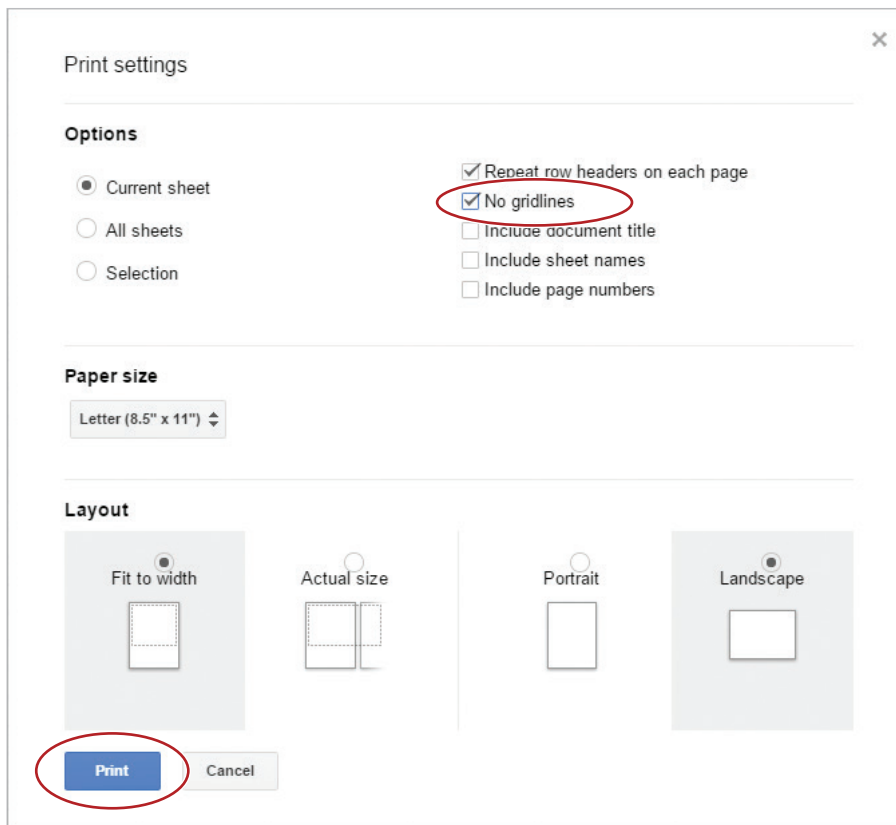 Print settings
Options
Current sheet
All sheets
Selection
Repeat row headers on each page
No gridlines
Include document title
Include sheet names
Include page numbers
Paper size
Letter (8.5" x 11")
Layout
Fit to width
Actual size
Portrait
Landscape
Print
Cancel